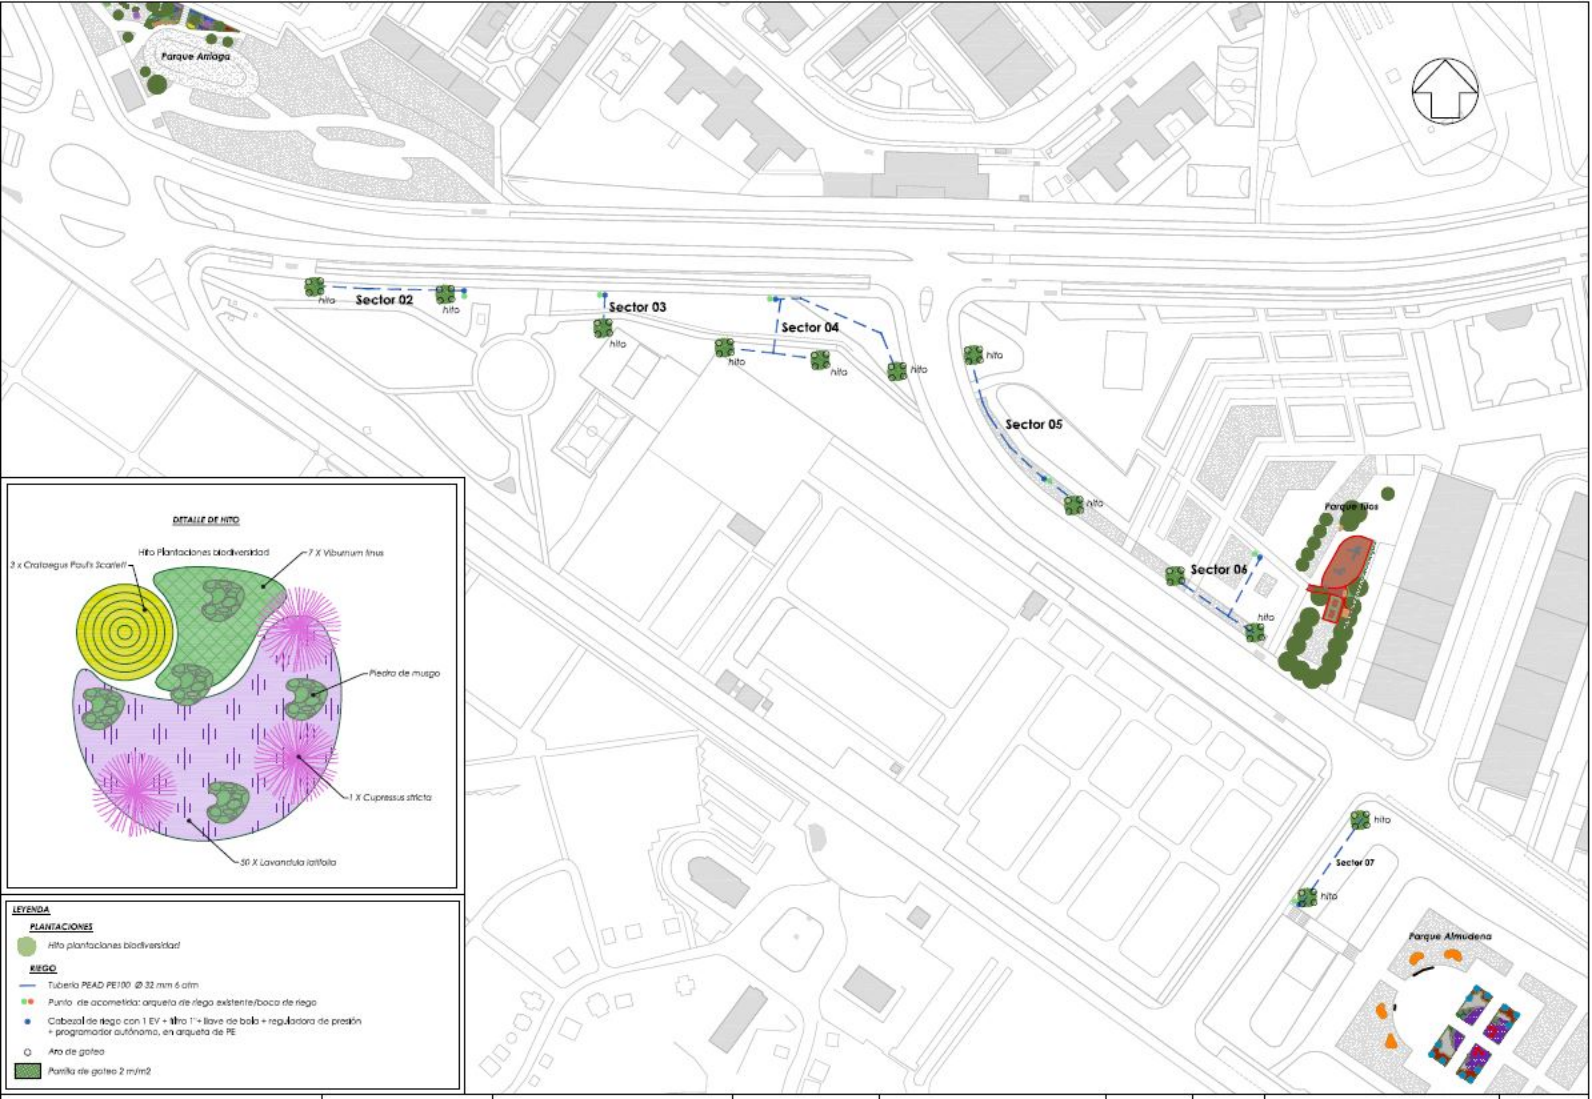 Parque Arriaga
hito
Sector 02
hito
Sector 03
hito
Sector 04
hito
hito
hito
hito
Sector 05
hito
Parque Tilos
Sector 06
hito
hito
Sector 07
hito
Parque Almudena
DETALLE DE HITO
Hito Plantaciones biodiversidad
7 X Viburnum tinus
3 x Crataegus Paul's Scarlett
Piedra de musgo
1 X Cupressus stricta
50 X Lavandula latifolia
LEYENDA
PLANTACIONES
Hito plantaciones biodiversidad
RIEGO
Tubería PEAD PE100 Ø 32 mm 6 atm
Punto de acometida: arqueta de riego existente/boca de riego
Cabezal de riego con 1 EV + filtro 1"+ llave de bola + reguladora de presión
+ programador autónomo, en arqueta de PE
Aro de goteo
Parrilla de goteo 2 m/m2